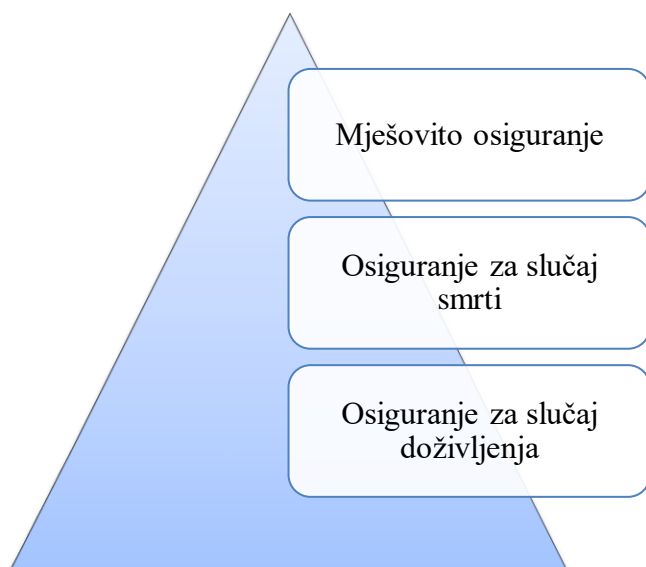 Mješovito osiguranje
Osiguranje za slučaj
smrti
Osiguranje za slučaj
doživljenja